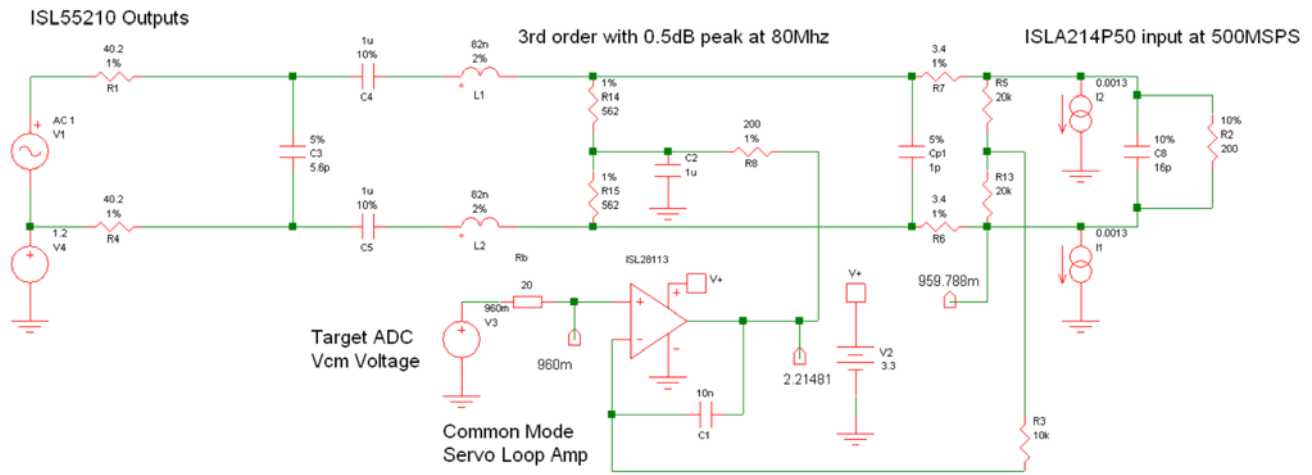 ISL55210 Outputs
3rd order with 0.5dB peak at 80Mhz
ISLA214P50 input at 500MSPS
40.2
1%
R1
1u
10%
C4
82n
2%
L1
1%
R14
562
3.4
1%
R7
R5
20k
0.0013
I2
AC 1
V1
5%
C3
5.6p
200
1%
R8
C2
1u
5%
Cp1
1p
10%
C8
16p
10%
R2
200
1%
R15
562
R13
20k
40.2
1%
R4
1u
10%
C5
82n
2%
L2
3.4
1%
R6
0.0013
I1
1.2
V4
Rb
20
ISL28113
V+
V+
959.788m
960m
V3
Target ADC
Vcm Voltage
960m
2.21481
V2
3.3
10n
C1
Common Mode
Servo Loop Amp
R3
10k